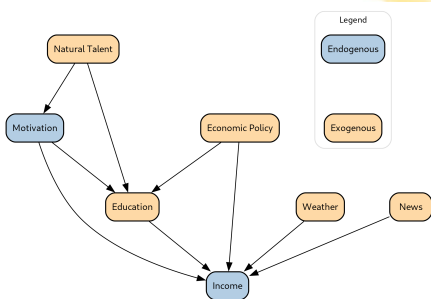 Legend
Natural Talent
Endogenous
Motivation
Economic Policy
Exogenous
Education
Weather
News
Income